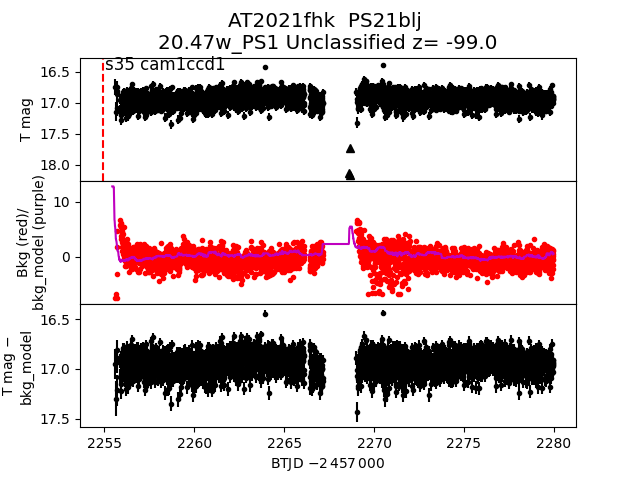 AT2021fhk PS21blj
20.47w_PS1 Unclassified z= -99.0
s35 cam1ccd1
16.5
17.0
17.5
18.0
T mag
10
0
Bkg (red)/
bkg_model (purple)
16.5
17.0
17.5
T mag −
bkg_model
2255 2260 2265 2270 2275 2280
BTJD −2 457 000